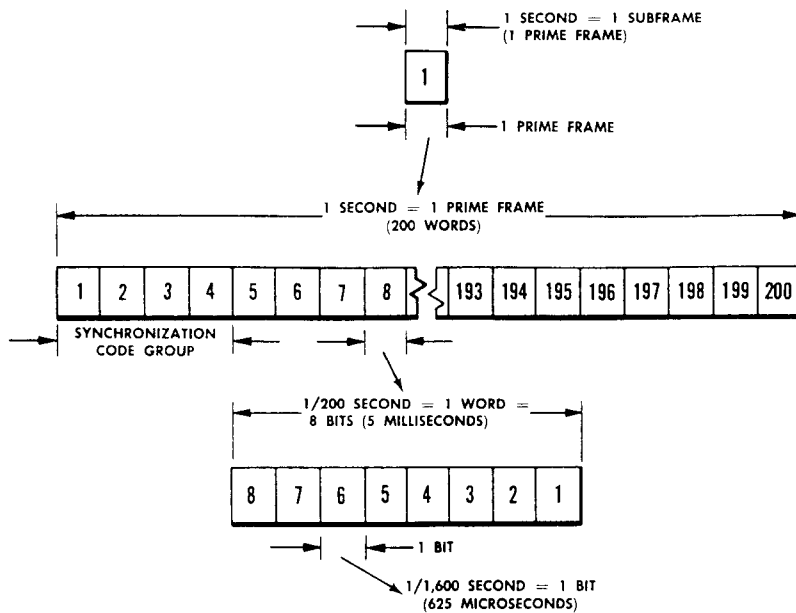 1 SECOND = 1 SUBFRAME
(1 PRIME FRAME)
1
1 PRIME FRAME
1 SECOND = 1 PRIME FRAME
(200 WORDS)
1 2 3 4 5 6 7 8 193 194 195 196 197 198 199 200
SYNCHRONIZATION
CODE GROUP
1/200 SECOND = 1 WORD =
8 BITS (5 MILLISECONDS)
8 7 6 5 4 3 2 1
1 BIT
1/1,600 SECOND = 1 BIT
(625 MICROSECONDS)